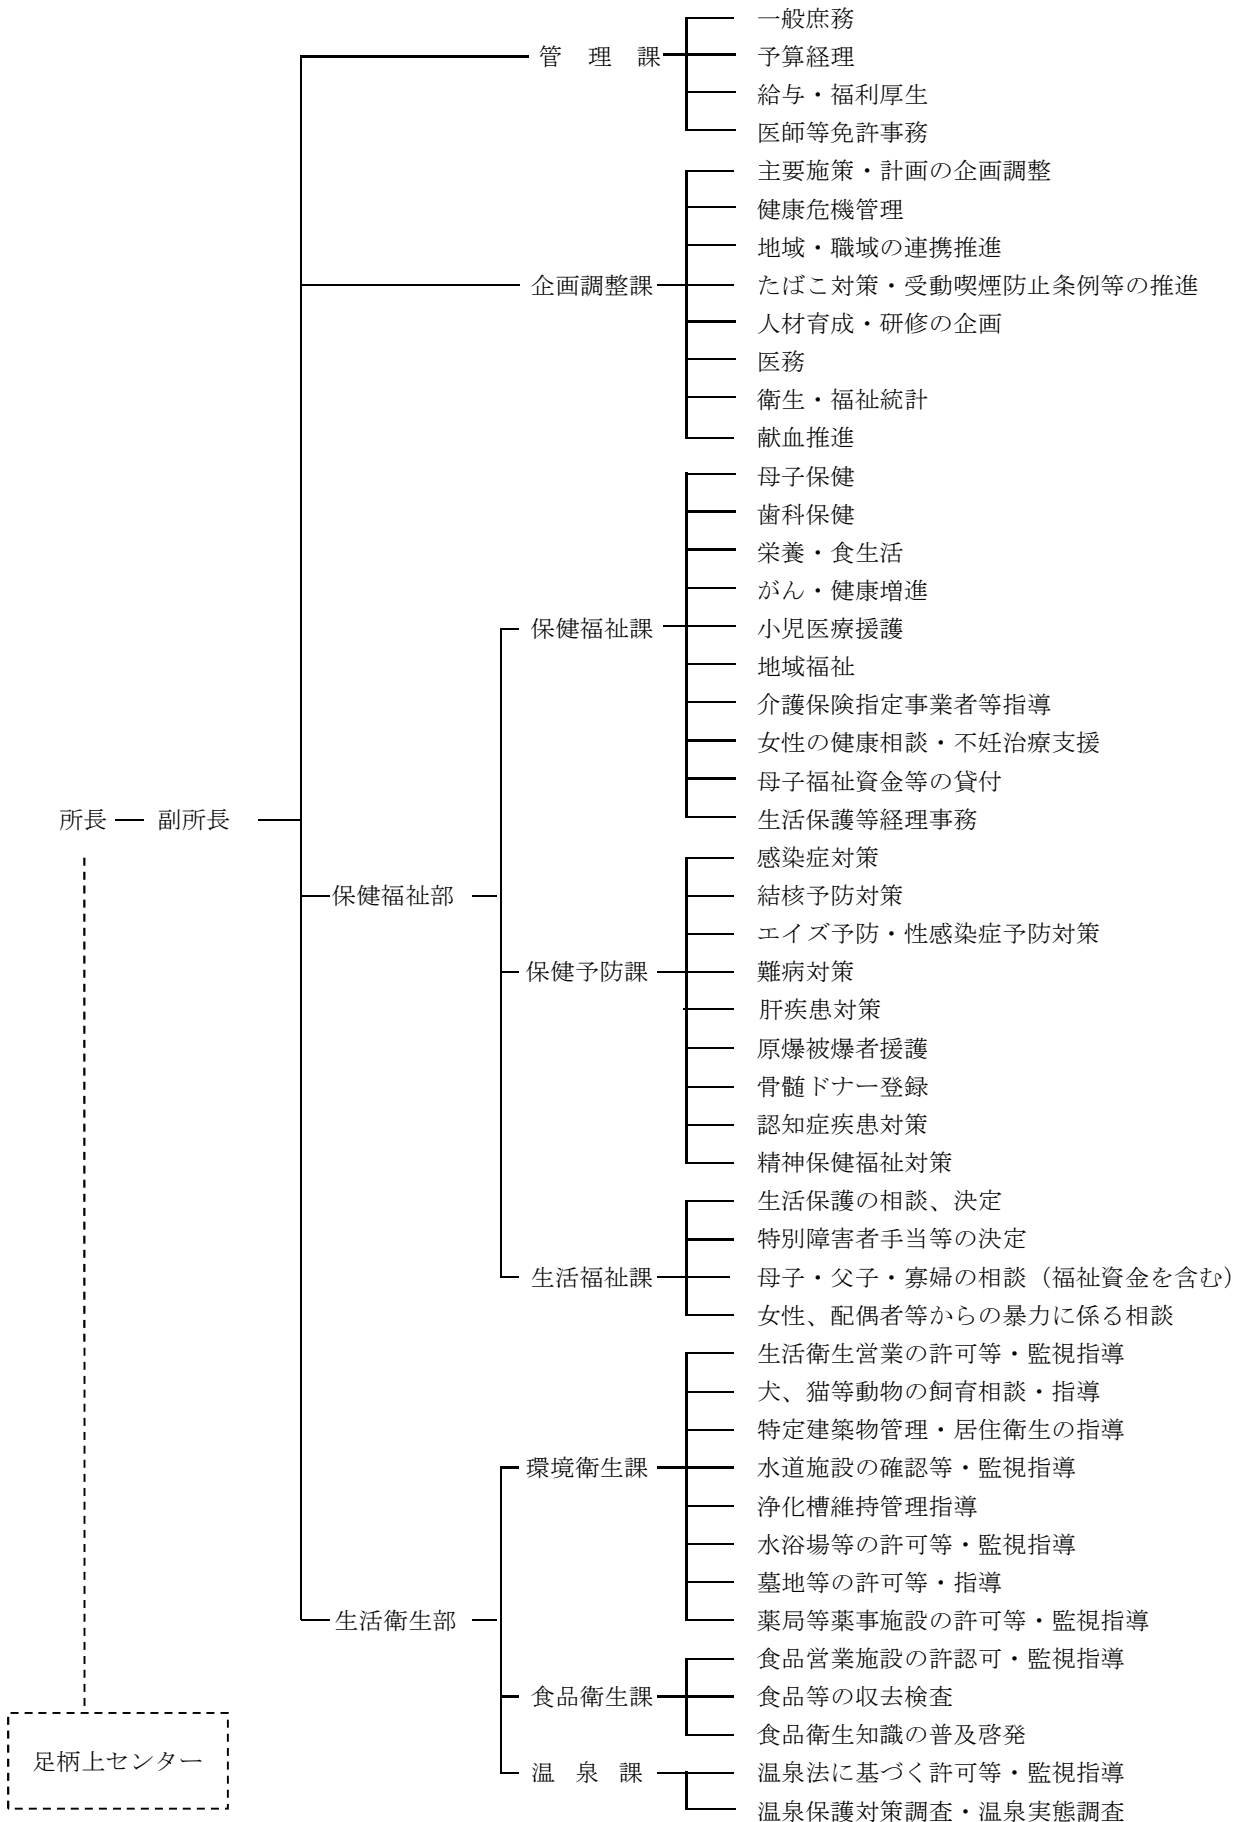 一般庶務
管理課
予算経理
給与・福利厚生
医師等免許事務
主要施策・計画の企画調整
健康危機管理
地域・職域の連携推進
企画調整課
たばこ対策・受動喫煙防止条例等の推進
人材育成・研修の企画
医務
衛生・福祉統計
献血推進
母子保健
歯科保健
栄養・食生活
がん・健康増進
保健福祉課
小児医療援護
地域福祉
介護保険指定事業者等指導
女性の健康相談・不妊治療支援
母子福祉資金等の貸付
所長
副所長
生活保護等経理事務
感染症対策
保健福祉部
結核予防対策
エイズ予防・性感染症予防対策
保健予防課
難病対策
肝疾患対策
原爆被爆者援護
骨髄ドナー登録
認知症疾患対策
精神保健福祉対策
生活保護の相談、決定
特別障害者手当等の決定
生活福祉課
母子・父子・寡婦の相談（福祉資金を含む）
女性、配偶者等からの暴力に係る相談
生活衛生営業の許可等・監視指導
犬、猫等動物の飼育相談・指導
特定建築物管理・居住衛生の指導
環境衛生課
水道施設の確認等・監視指導
浄化槽維持管理指導
水浴場等の許可等・監視指導
墓地等の許可等・指導
生活衛生部
薬局等薬事施設の許可等・監視指導
食品営業施設の許認可・監視指導
食品衛生課
食品等の収去検査
食品衛生知識の普及啓発
足柄上センター
温泉課
温泉法に基づく許可等・監視指導
温泉保護対策調査・温泉実態調査